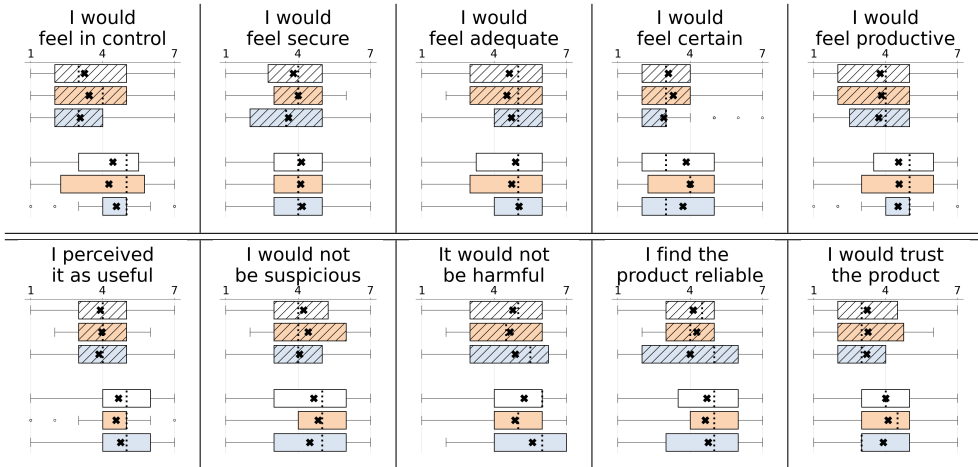 I would
feel in control
1 4 7
I would
feel secure
1 4 7
I would
feel adequate
1 4 7
I would
feel certain
1 4 7
I would
feel productive
1 4 7
I perceived
it as useful
1 4 7
I would not
be suspicious
1 4 7
It would not
be harmful
1 4 7
I find the
product reliable
1 4 7
I would trust
the product
1 4 7